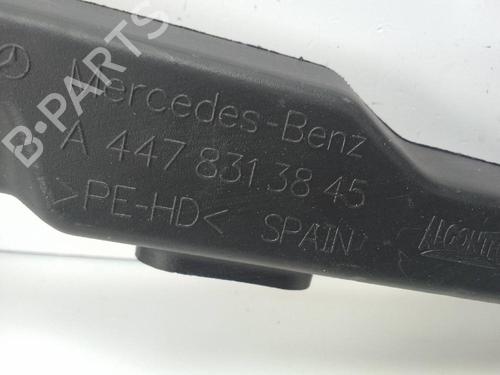 B-PARTS
Mercedes-Benz
A 447 831 38 45
>PE-HD< SPAIN